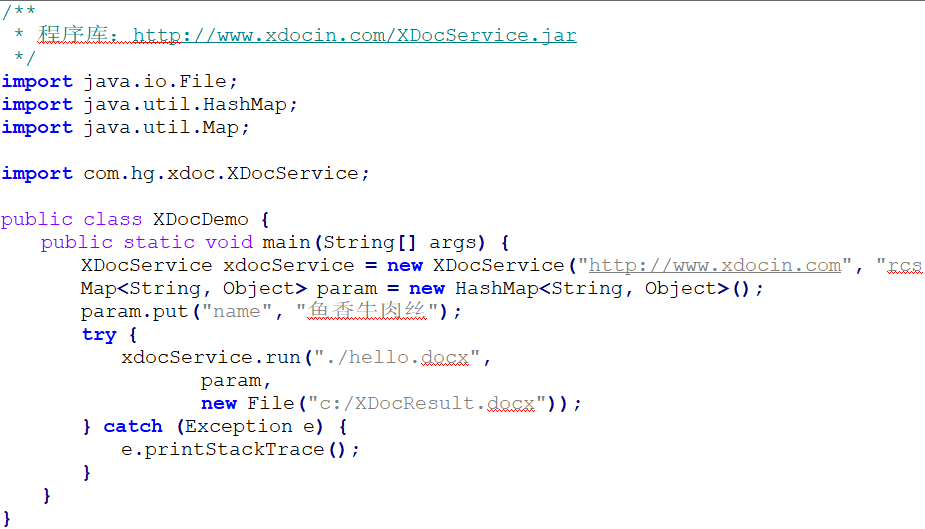 /**
 * 程序库：http://www.xdocin.com/XDocService.jar
 */
import java.io.File;
import java.util.HashMap;
import java.util.Map;

import com.hg.xdoc.XDocService;

public class XDocDemo {
    public static void main(String[] args) {
        XDocService xdocService = new XDocService("http://www.xdocin.com", "rcs
        Map<String, Object> param = new HashMap<String, Object>();
        param.put("name", "鱼香牛肉丝");
        try {
            xdocService.run("./hello.docx",
                    param,
                    new File("c:/XDocResult.docx"));
        } catch (Exception e) {
            e.printStackTrace();
        }
    }
}